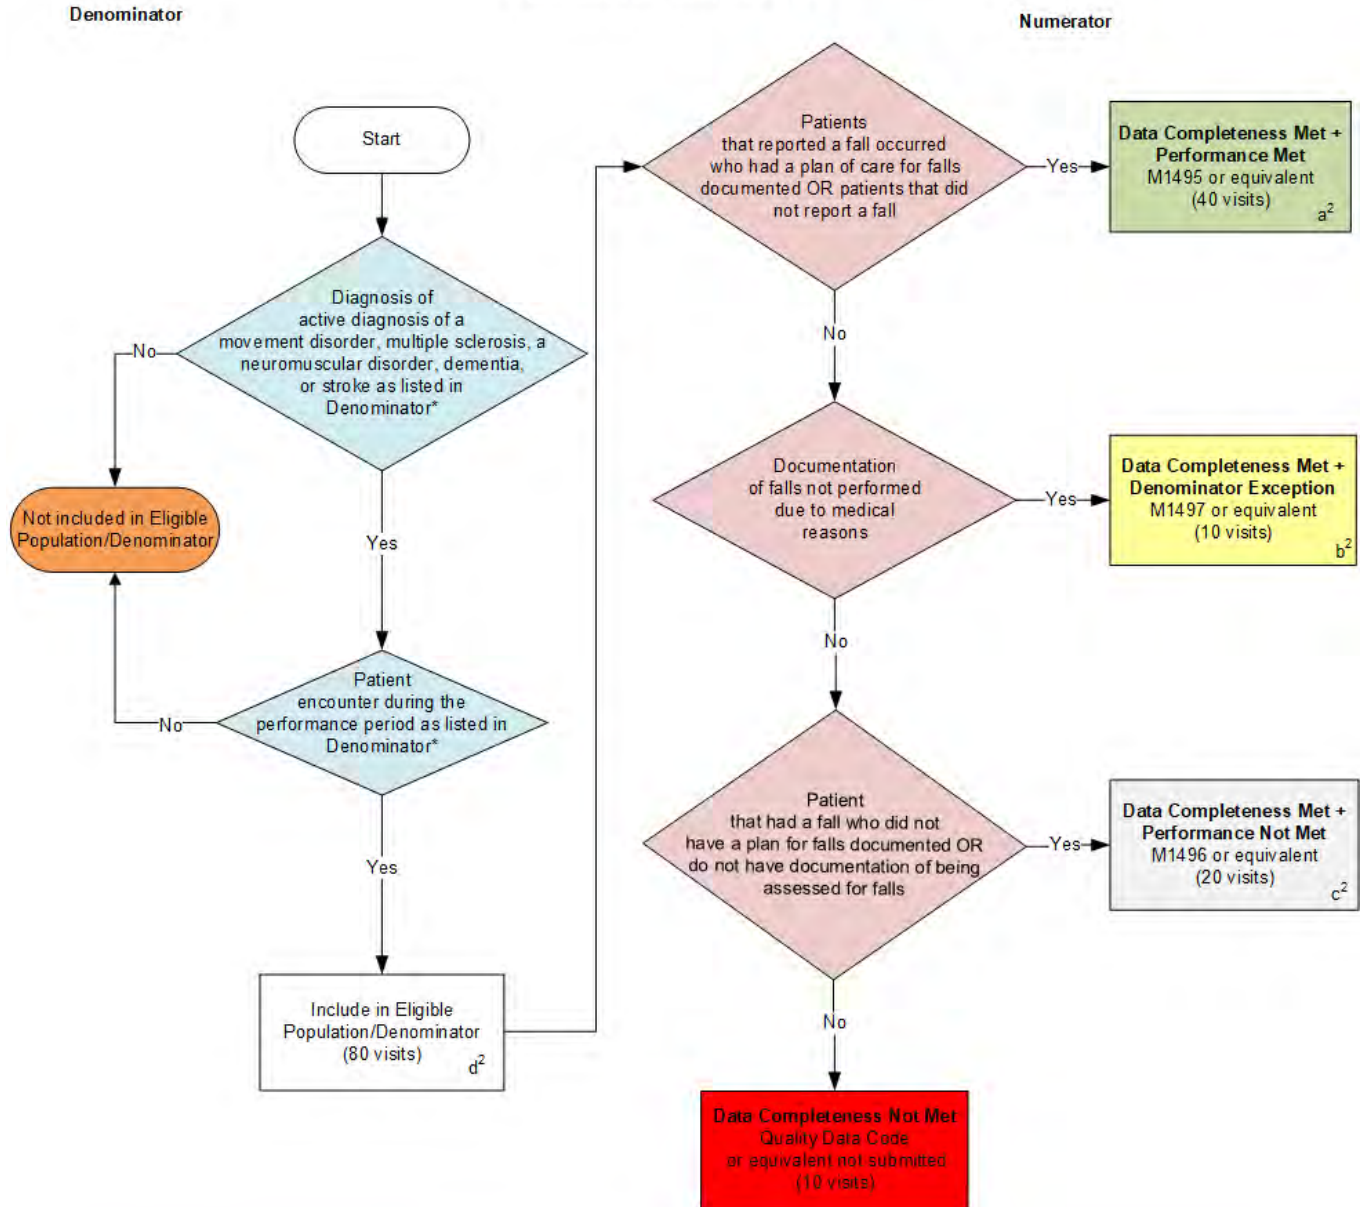 Denominator
Numerator
Start
Diagnosis of
active diagnosis of a
movement disorder, multiple sclerosis, a
neuromuscular disorder, dementia,
or stroke as listed in
Denominator*
No
Not included in Eligible
Population/Denominator
Yes
Patient
encounter during the
performance period as listed in
Denominator*
No
Yes
Include in Eligible
Population/Denominator
(80 visits)
d²
Patients
that reported a fall occurred
who had a plan of care for falls
documented OR patients that did
not report a fall
Yes
Data Completeness Met +
Performance Met
M1495 or equivalent
(40 visits)
a²
No
Documentation
of falls not performed
due to medical
reasons
Yes
Data Completeness Met +
Denominator Exception
M1497 or equivalent
(10 visits)
b²
No
Patient
that had a fall who did not
have a plan for falls documented OR
do not have documentation of being
assessed for falls
Yes
Data Completeness Met +
Performance Not Met
M1496 or equivalent
(20 visits)
c²
No
Data Completeness Not Met
Quality Data Code
or equivalent not submitted
(10 visits)